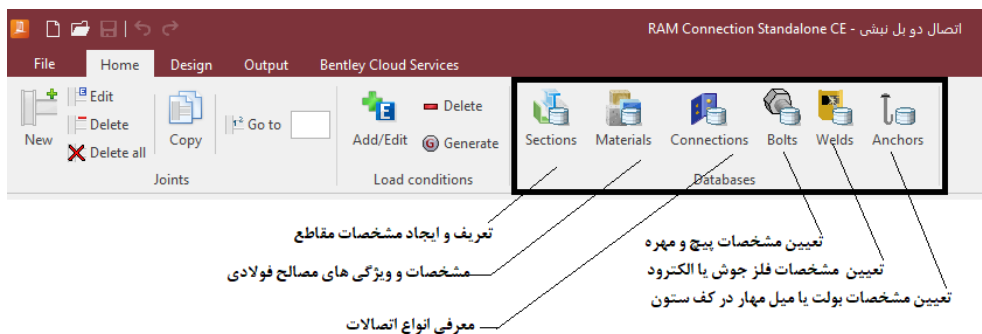 اتصال دو بل نبشی - RAM Connection Standalone CE
File Home Design Output Bentley Cloud Services
New
Edit
Delete
Delete all
Copy
Go to
Add/Edit
Delete
Generate
Sections Materials Connections Bolts Welds Anchors
Joints Load conditions Databases
تعریف و ایجاد مشخصات مقاطع
تعیین مشخصات پیچ و مهره
مشخصات و ویژگی های مصالح فولادی
تعیین مشخصات فلز جوش یا الکترود
تعیین مشخصات بولت یا میل مهار در کف ستون
معرفی انواع اتصالات